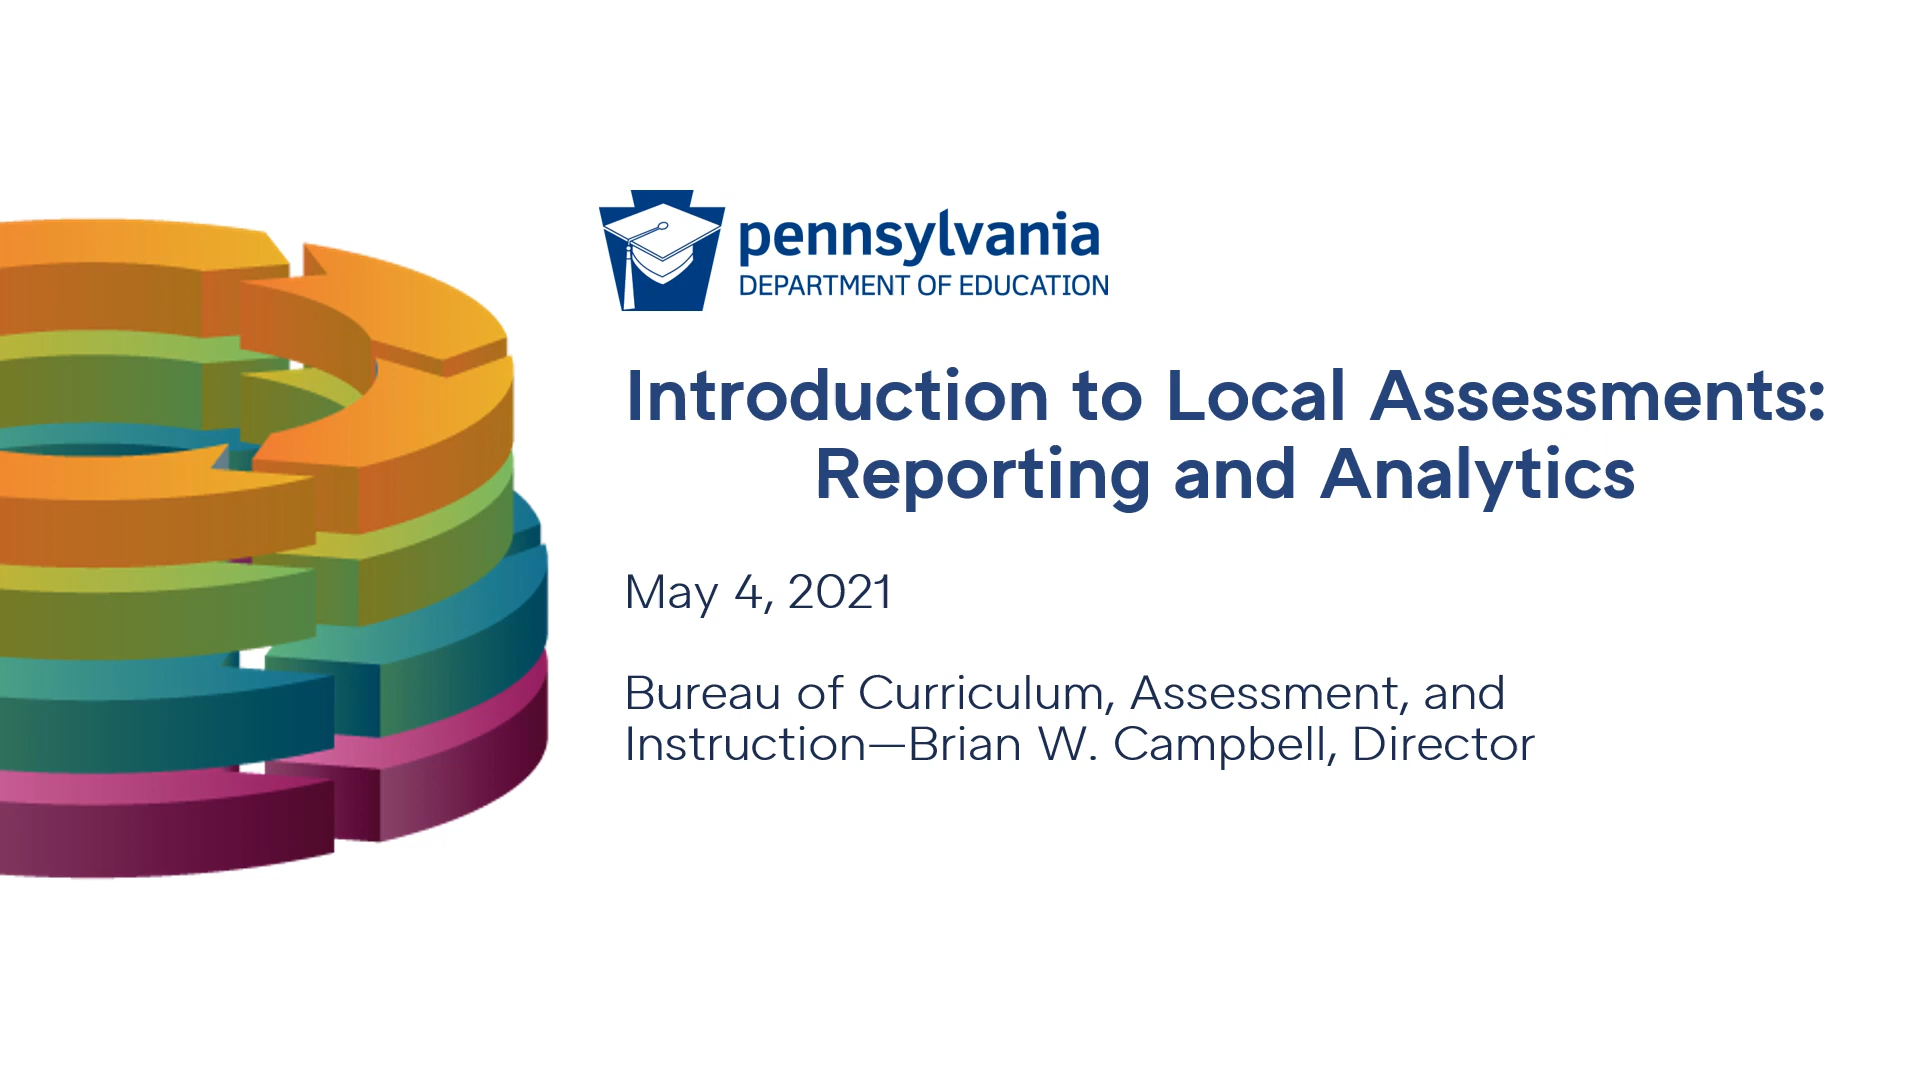 pennsylvania
DEPARTMENT OF EDUCATION
Introduction to Local Assessments:
Reporting and Analytics
May 4, 2021
Bureau of Curriculum, Assessment, and
Instruction—Brian W. Campbell, Director